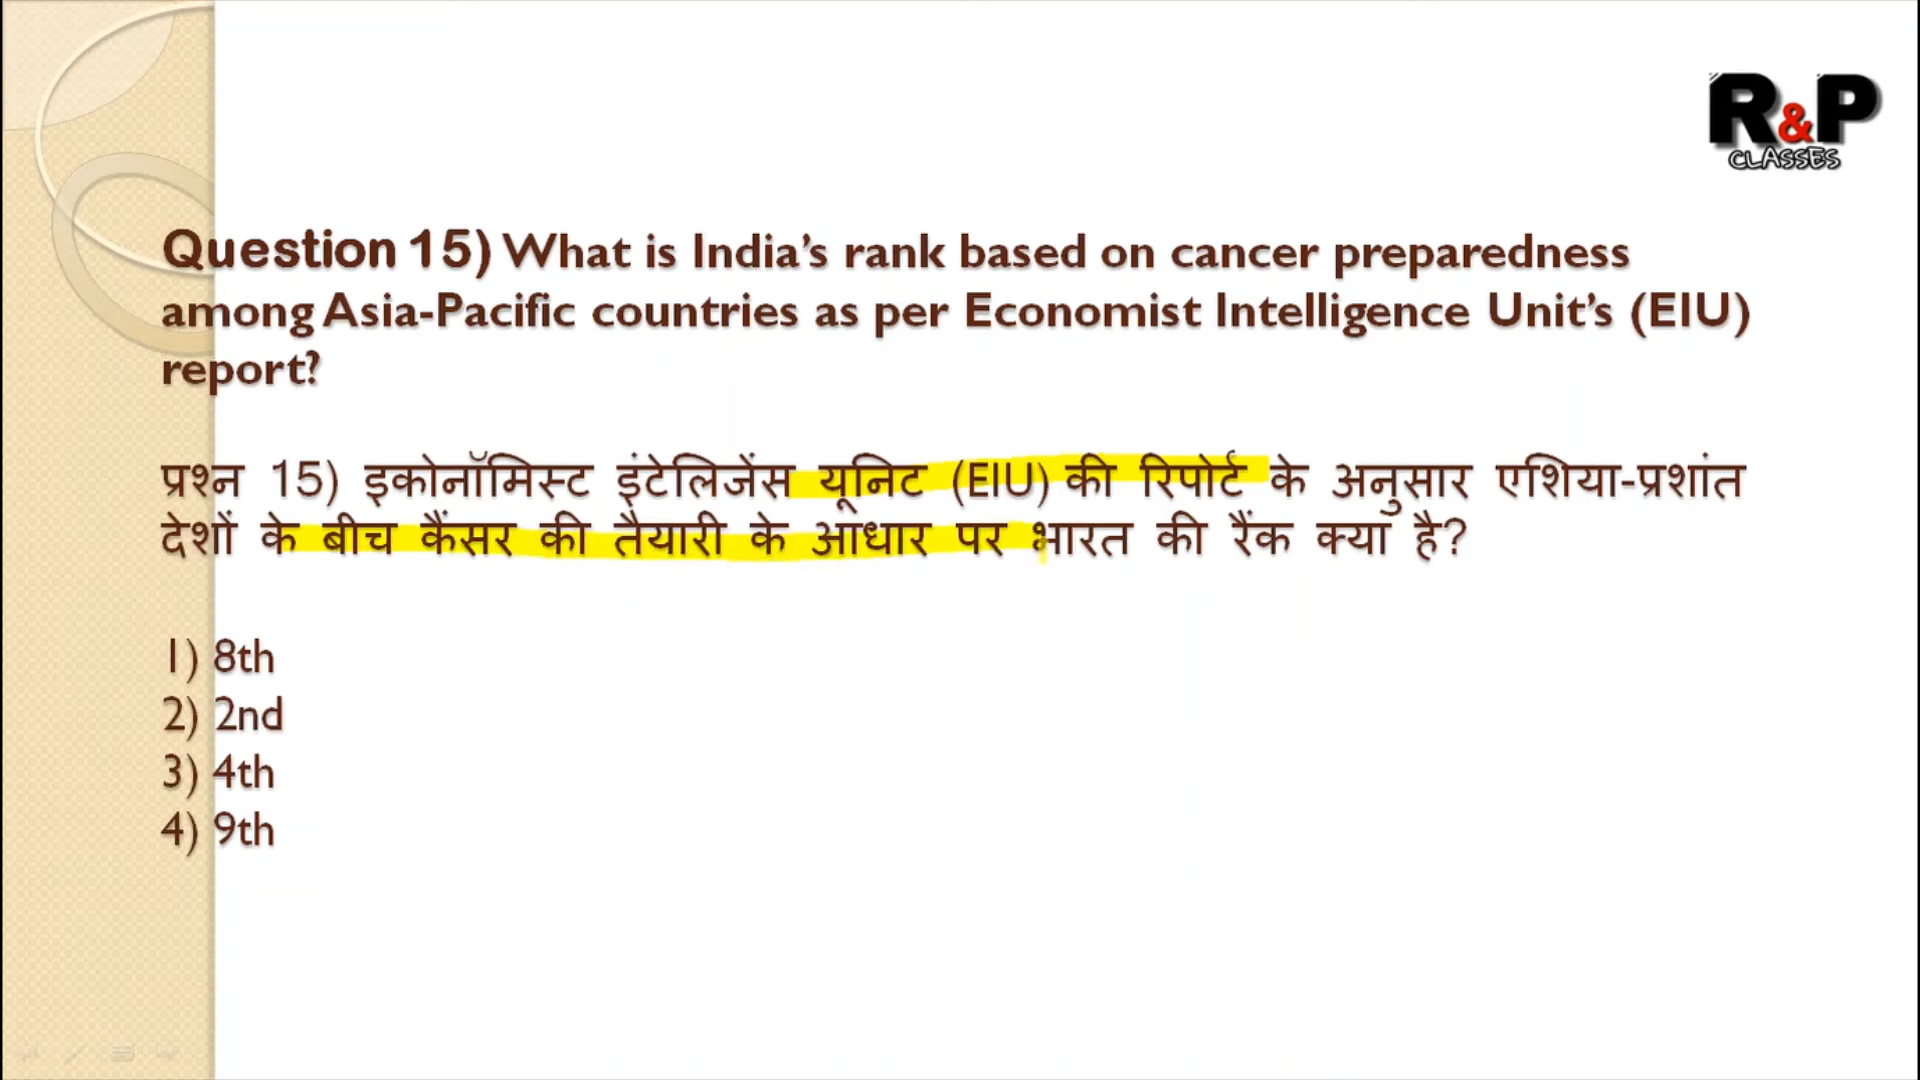 R&P
CLASSES
Question 15) What is India's rank based on cancer preparedness
among Asia-Pacific countries as per Economist Intelligence Unit's (EIU)
report?
प्रश्न 15) इकोनॉमिस्ट इंटेलिजेंस यूनिट (EIU) की रिपोर्ट के अनुसार एशिया-प्रशांत
देशों के बीच कैंसर की तैयारी के आधार पर भारत की रैंक क्या है?
1) 8th
2) 2nd
3) 4th
4) 9th